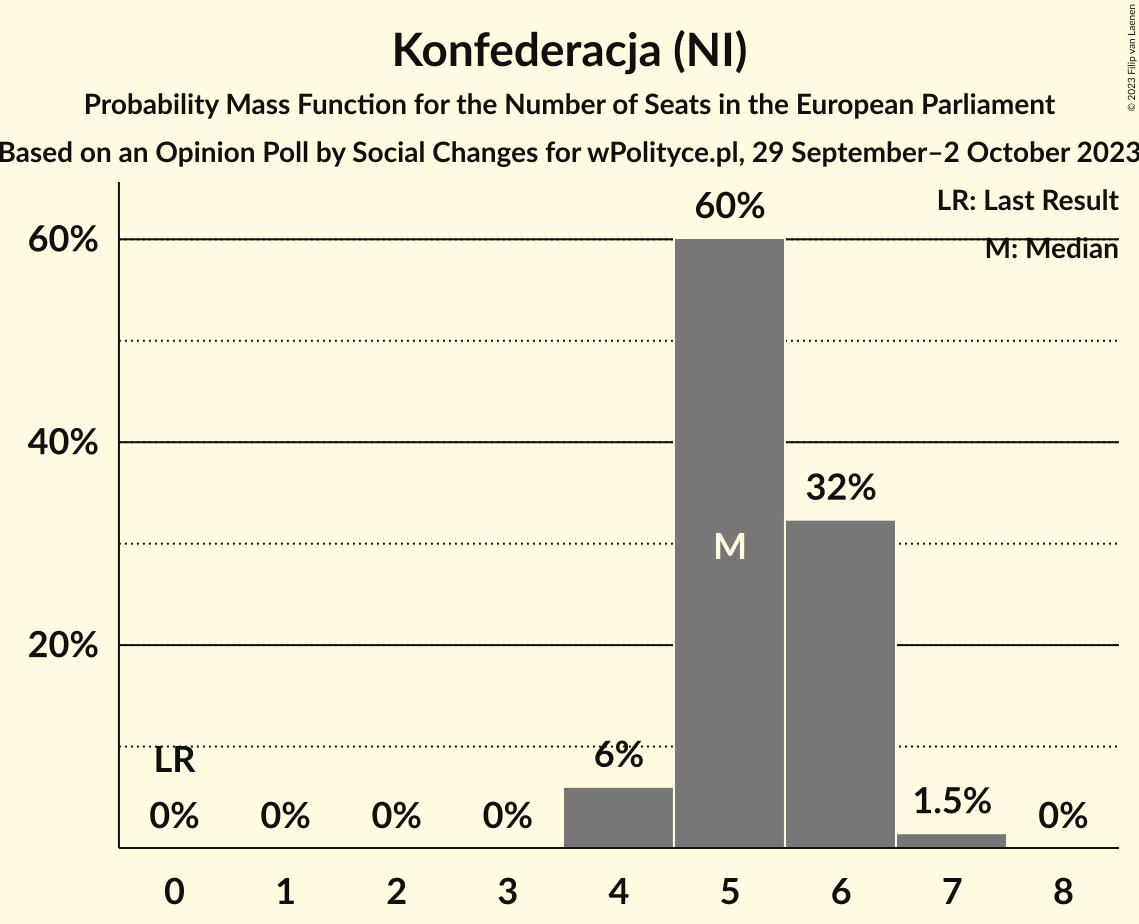 Konfederacja (NI)
Probability Mass Function for the Number of Seats in the European Parliament
Based on an Opinion Poll by Social Changes for wPolityce.pl, 29 September–2 October 2023
© 2023 Filip van Laenen
LR: Last Result
M: Median
60%
40%
20%
60%
32%
M
LR
6%
1.5%
0%
0%
0%
0%
0%
0 1 2 3 4 5 6 7 8